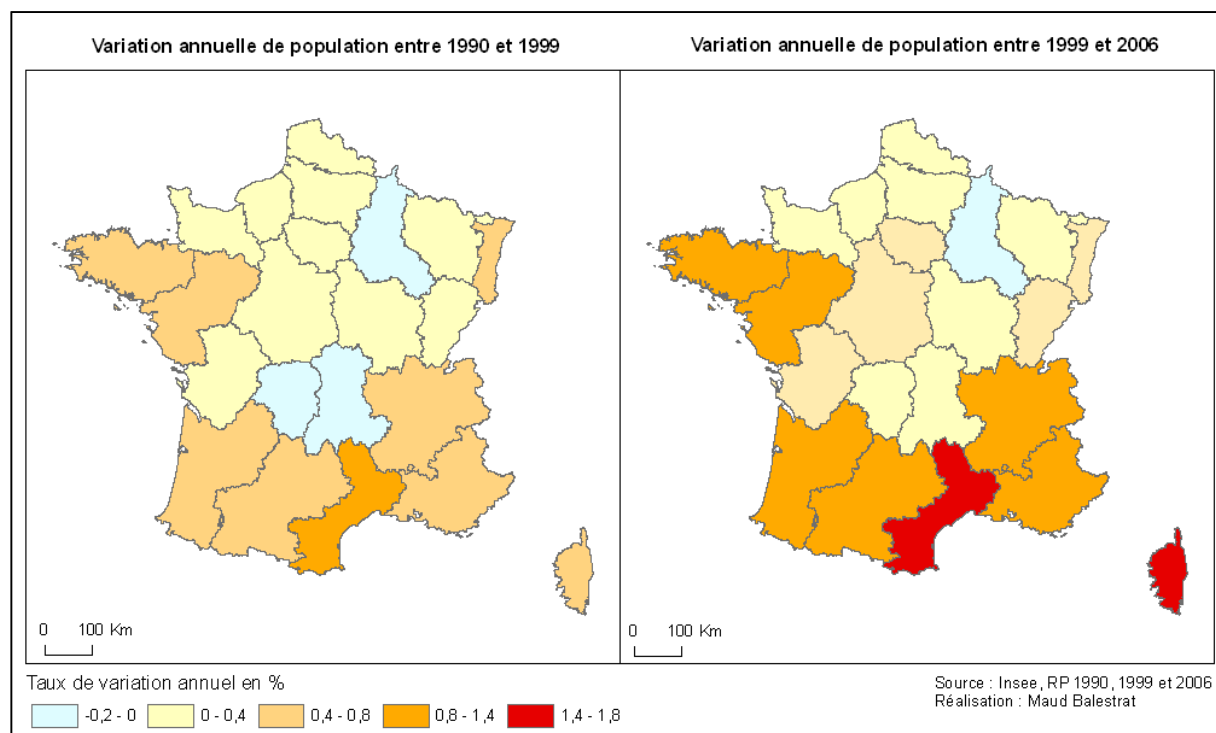 Variation annuelle de population entre 1990 et 1999
Variation annuelle de population entre 1999 et 2006
0 100 Km
0 100 Km
Taux de variation annuel en %
-0,2 - 0
0 - 0,4
0,4 - 0,8
0,8 - 1,4
1,4 - 1,8
Source : Insee, RP 1990, 1999 et 2006
Réalisation : Maud Balestrat